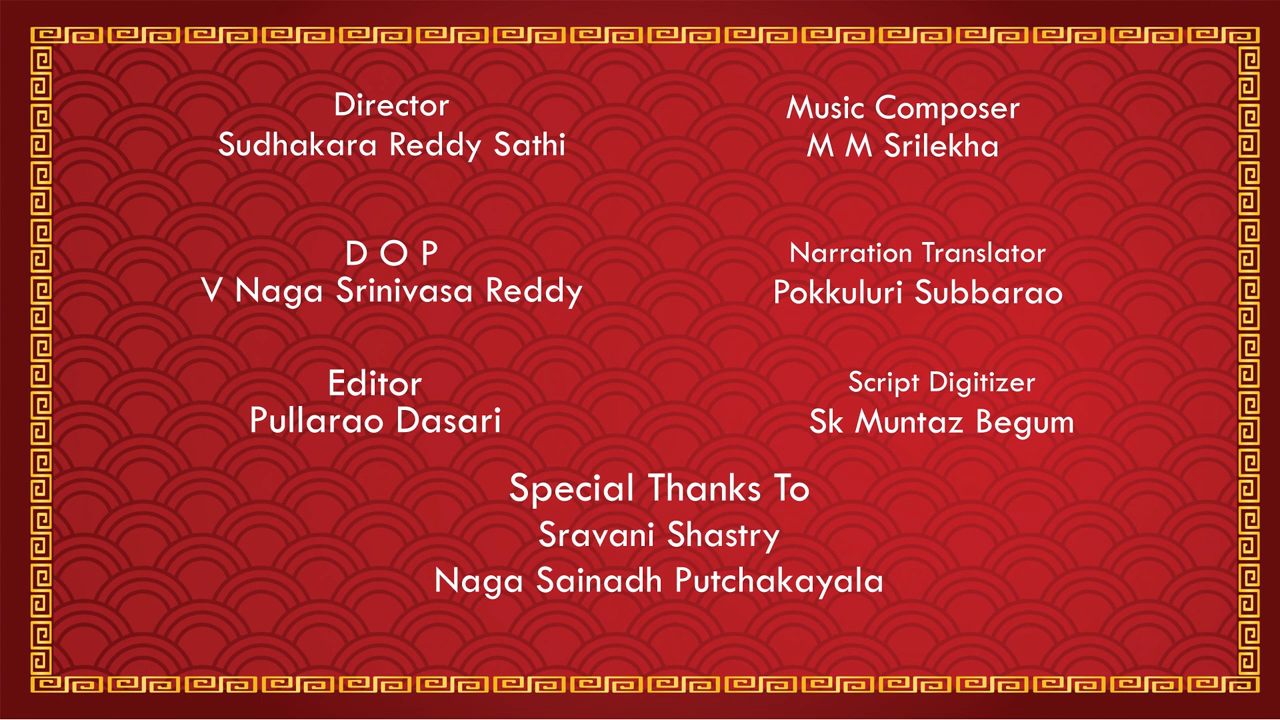 Director
Sudhakara Reddy Sathi
Music Composer
M M Srilekha
D O P
V Naga Srinivasa Reddy
Narration Translator
Pokkuluri Subbarao
Editor
Pullarao Dasari
Script Digitizer
Sk Muntaz Begum
Special Thanks To
Sravani Shastry
Naga Sainadh Putchakayala